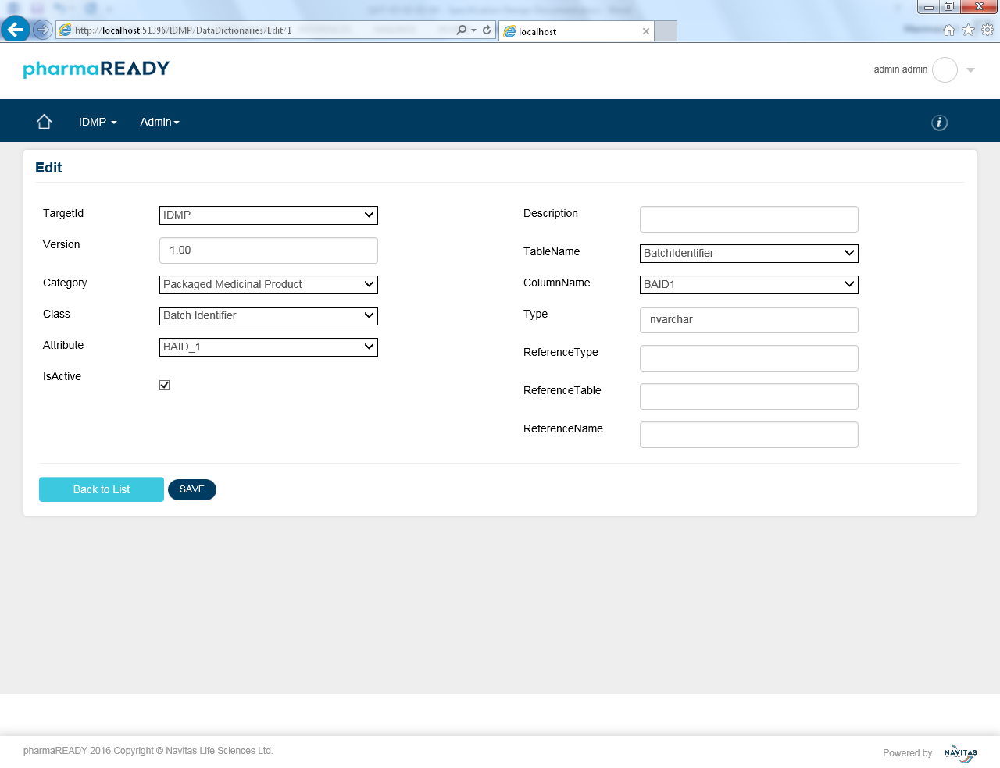 http://localhost:51396/IDMP/DataDictionaries/Edit/1
localhost
pharmaREADY
admin admin
IDMP
Admin
i
Edit
TargetId
IDMP
Version
1.00
Category
Packaged Medicinal Product
Class
Batch Identifier
Attribute
BAID_1
IsActive
Description
TableName
BatchIdentifier
ColumnName
BAID1
Type
nvarchar
ReferenceType
ReferenceTable
ReferenceName
Back to List
SAVE
pharmaREADY 2016 Copyright © Navitas Life Sciences Ltd.
Powered by
NAVITAS